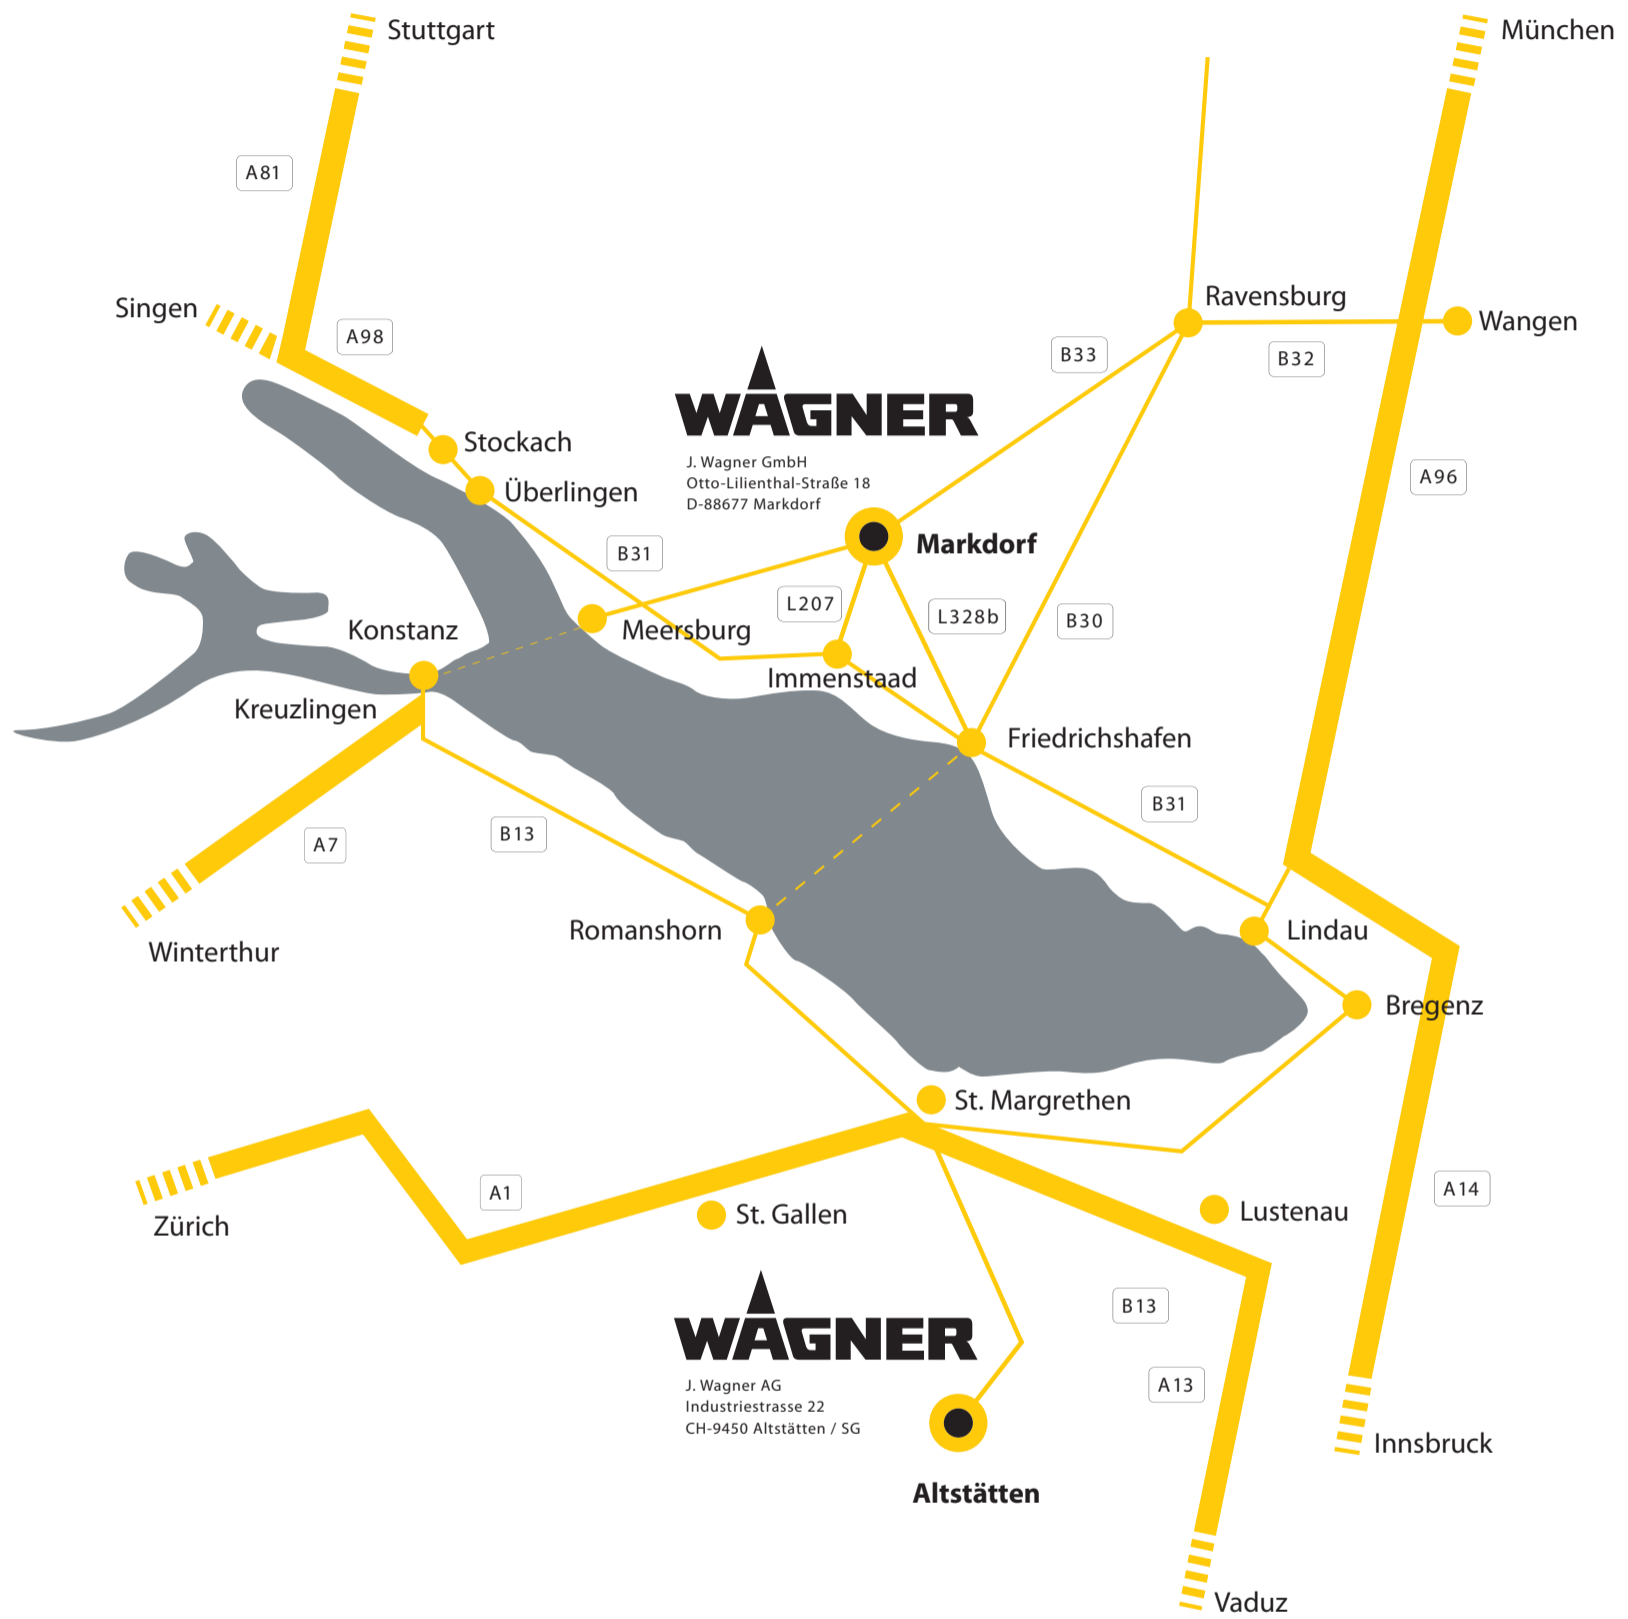 Stuttgart
München
A81
Ravensburg
Singen
Wangen
A98
B33
B32
WAGNER
Stockach
J. Wagner GmbH
Otto-Lilienthal-Straße 18
D-88677 Markdorf
A96
Überlingen
Markdorf
B31
L207
L328b
B30
Konstanz
Meersburg
Immenstaad
Kreuzlingen
Friedrichshafen
B31
B13
A7
Romanshorn
Lindau
Winterthur
Bregenz
St. Margrethen
A1
A14
Zürich
St. Gallen
Lustenau
WAGNER
B13
J. Wagner AG
Industriestrasse 22
CH-9450 Altstätten / SG
A13
Innsbruck
Altstätten
Vaduz